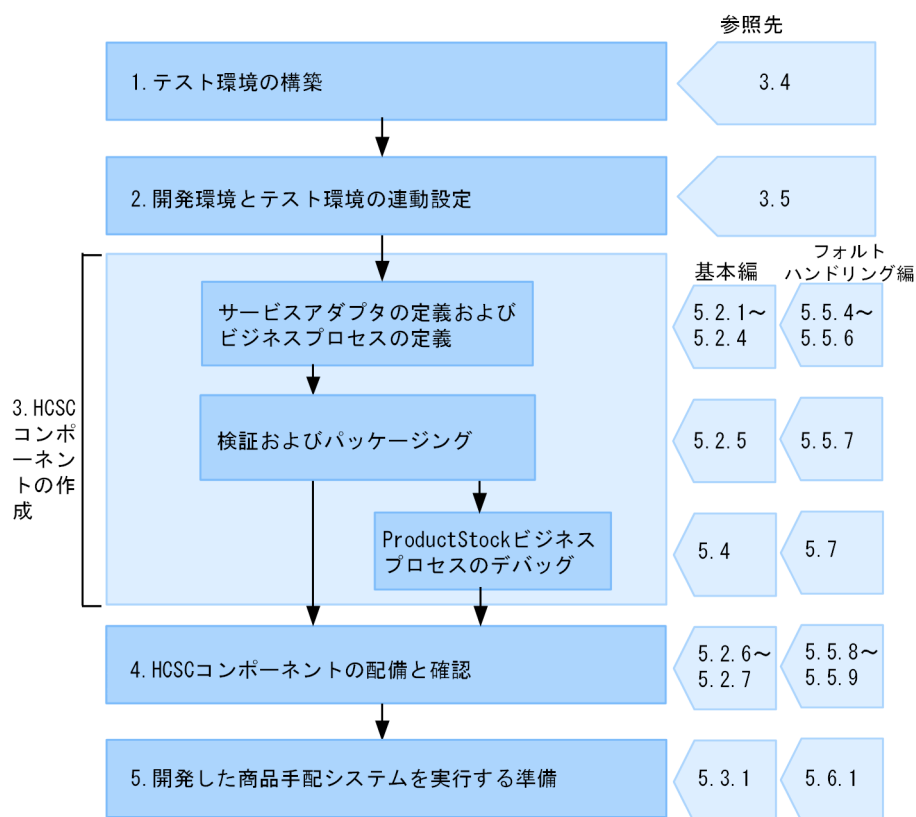 参照先
1.テスト環境の構築
3.4
2.開発環境とテスト環境の連動設定
3.5
基本編
フォルト
ハンドリング編
3.HCSC
コンポ
ーネン
トの作
成
サービスアダプタの定義および
ビジネスプロセスの定義
5.2.1～
5.2.4
5.5.4～
5.5.6
検証およびパッケージング
5.2.5
5.5.7
ProductStockビジネス
プロセスのデバッグ
5.4
5.7
4.HCSCコンポーネントの配備と確認
5.2.6～
5.2.7
5.5.8～
5.5.9
5.開発した商品手配システムを実行する準備
5.3.1
5.6.1